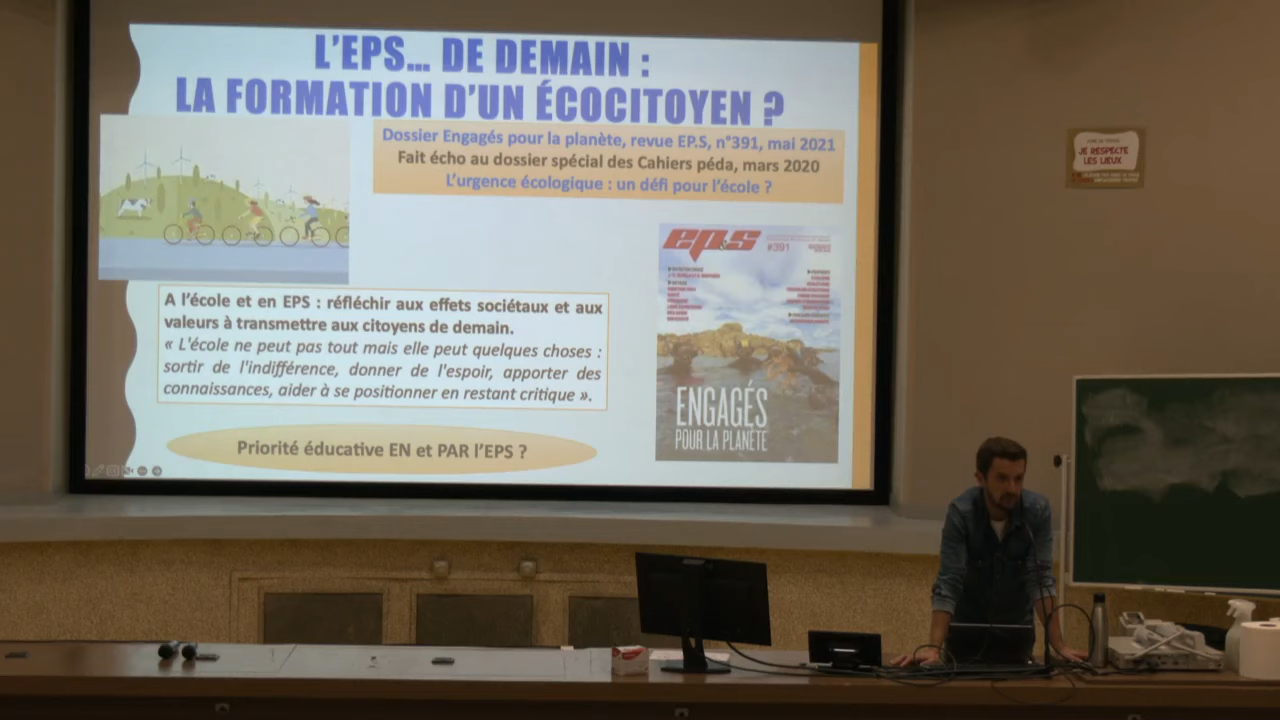 L'EPS... DE DEMAIN :
LA FORMATION D'UN ÉCOCITOYEN ?
Dossier Engagés pour la planète, revue EP.S, n°391, mai 2021
Fait écho au dossier spécial des Cahiers péda, mars 2020
L'urgence écologique : un défi pour l'école ?
A l'école et en EPS : réfléchir aux effets sociétaux et aux
valeurs à transmettre aux citoyens de demain.
« L'école ne peut pas tout mais elle peut quelques choses :
sortir de l'indifférence, donner de l'espoir, apporter des
connaissances, aider à se positionner en restant critique ».
Priorité éducative EN et PAR l'EPS ?
ep&s
#391
ENGAGÉS
POUR LA PLANÈTE
JE RESPECTE
LES LIEUX